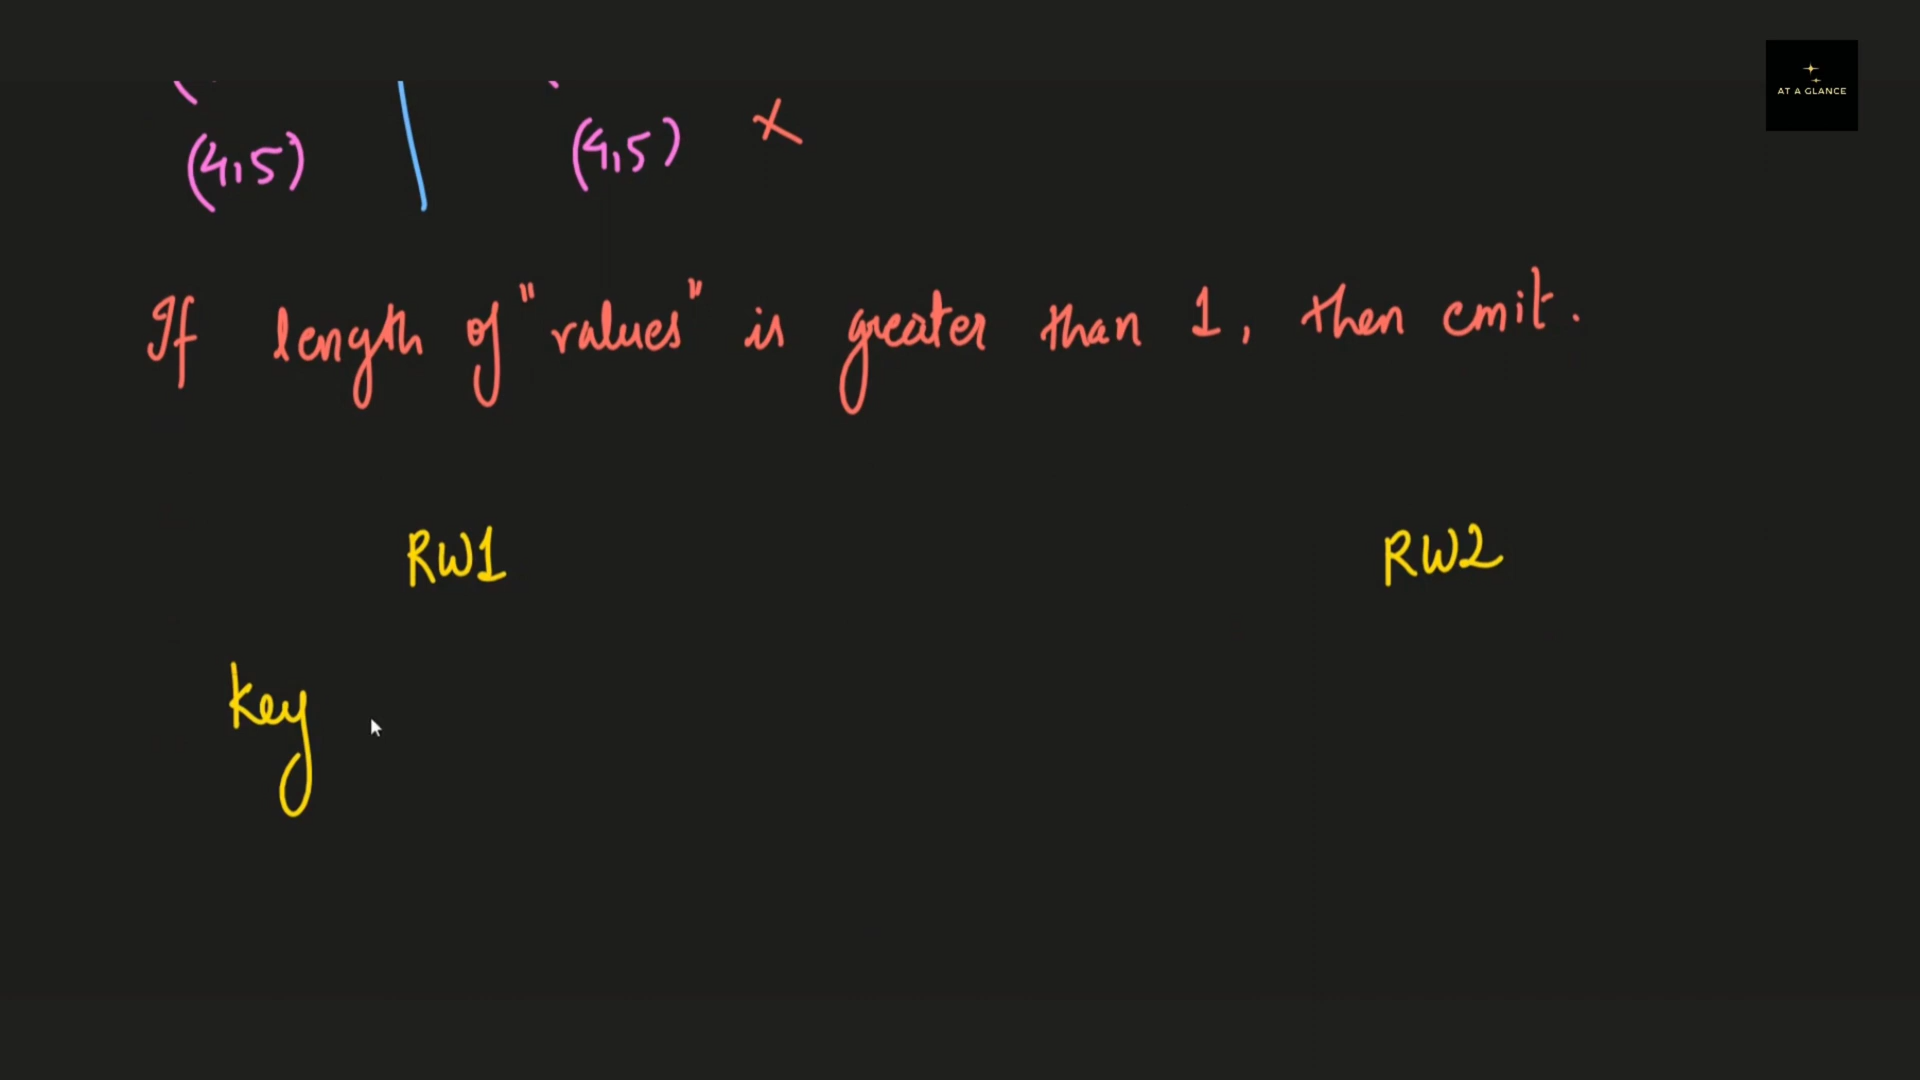 AT A GLANCE
(4,5) (4,5) ×
If length of "values" is greater than 1, then emit.
RW1 RW2
key